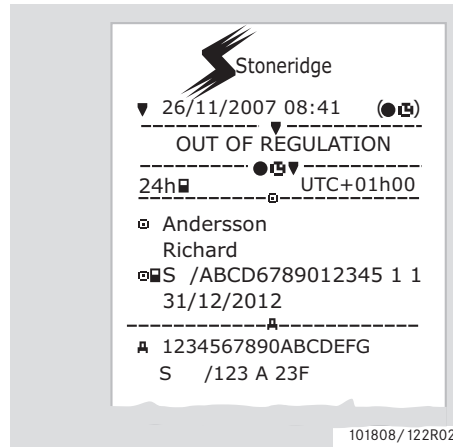 Stoneridge
26/11/2007 08:41 (●)
OUT OF REGULATION
24h UTC+01h00
Andersson
Richard
S /ABCD6789012345 1 1
31/12/2012
1234567890ABCDEFG
S /123 A 23F
101808/122R02